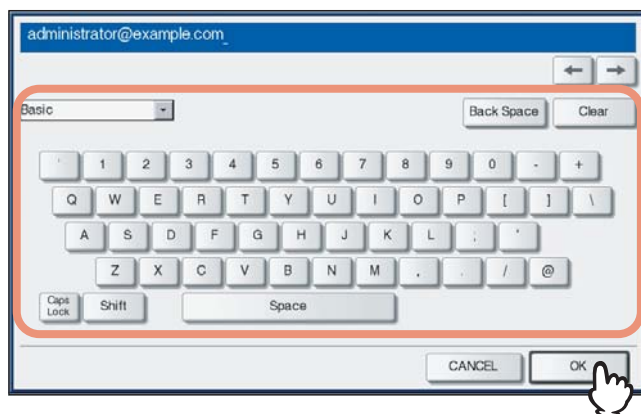 administrator@example.com_
← →
Basic Back Space Clear
' 1 2 3 4 5 6 7 8 9 0 - +
Q W E R T Y U I O P [ ] \
A S D F G H J K L ; '
Z X C V B N M , . / @
Caps Lock Shift Space
CANCEL OK